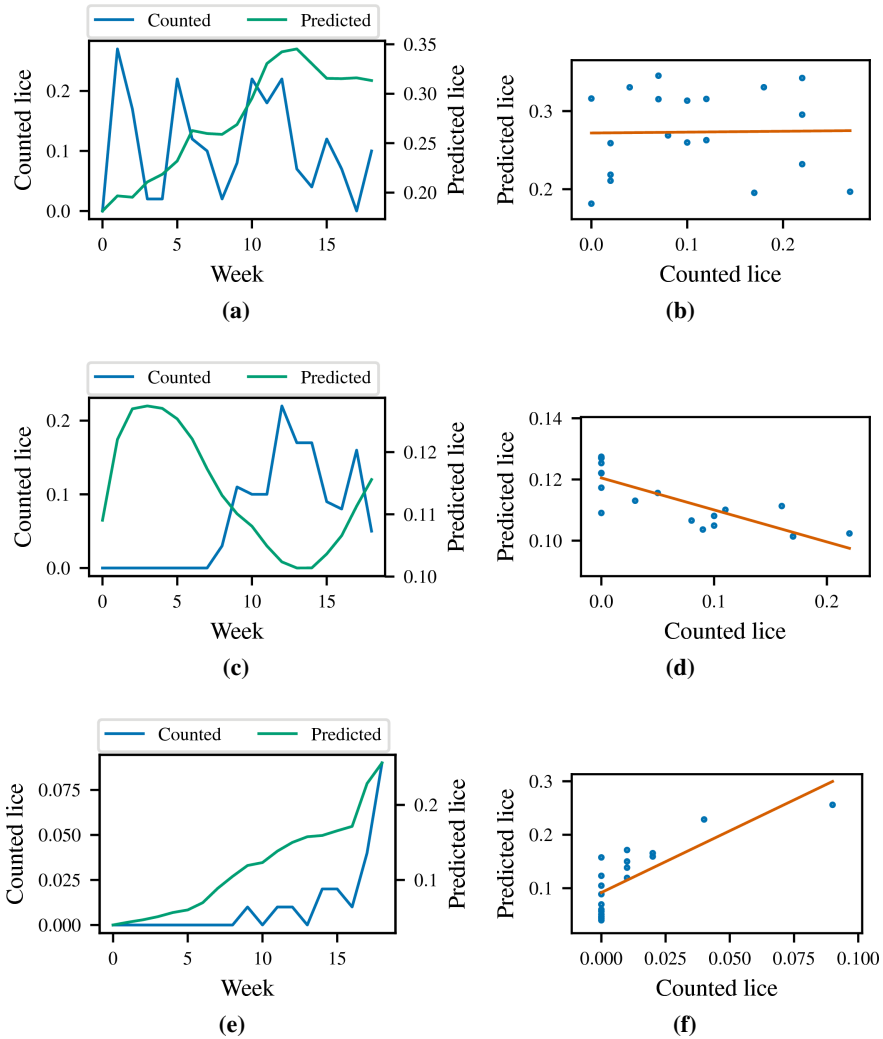 Counted Predicted
Counted lice
0.2
0.1
0.0
0.35
0.30
0.25
0.20
Predicted lice
0 5 10 15
Week
(a)
Predicted lice
0.3
0.2
0.0 0.1 0.2
Counted lice
(b)
Counted Predicted
Counted lice
0.2
0.1
0.0
0.12
0.11
0.10
Predicted lice
0 5 10 15
Week
(c)
Predicted lice
0.14
0.12
0.10
0.0 0.1 0.2
Counted lice
(d)
Counted Predicted
Counted lice
0.075
0.050
0.025
0.000
0.2
0.1
Predicted lice
0 5 10 15
Week
(e)
Predicted lice
0.3
0.2
0.1
0.000 0.025 0.050 0.075 0.100
Counted lice
(f)